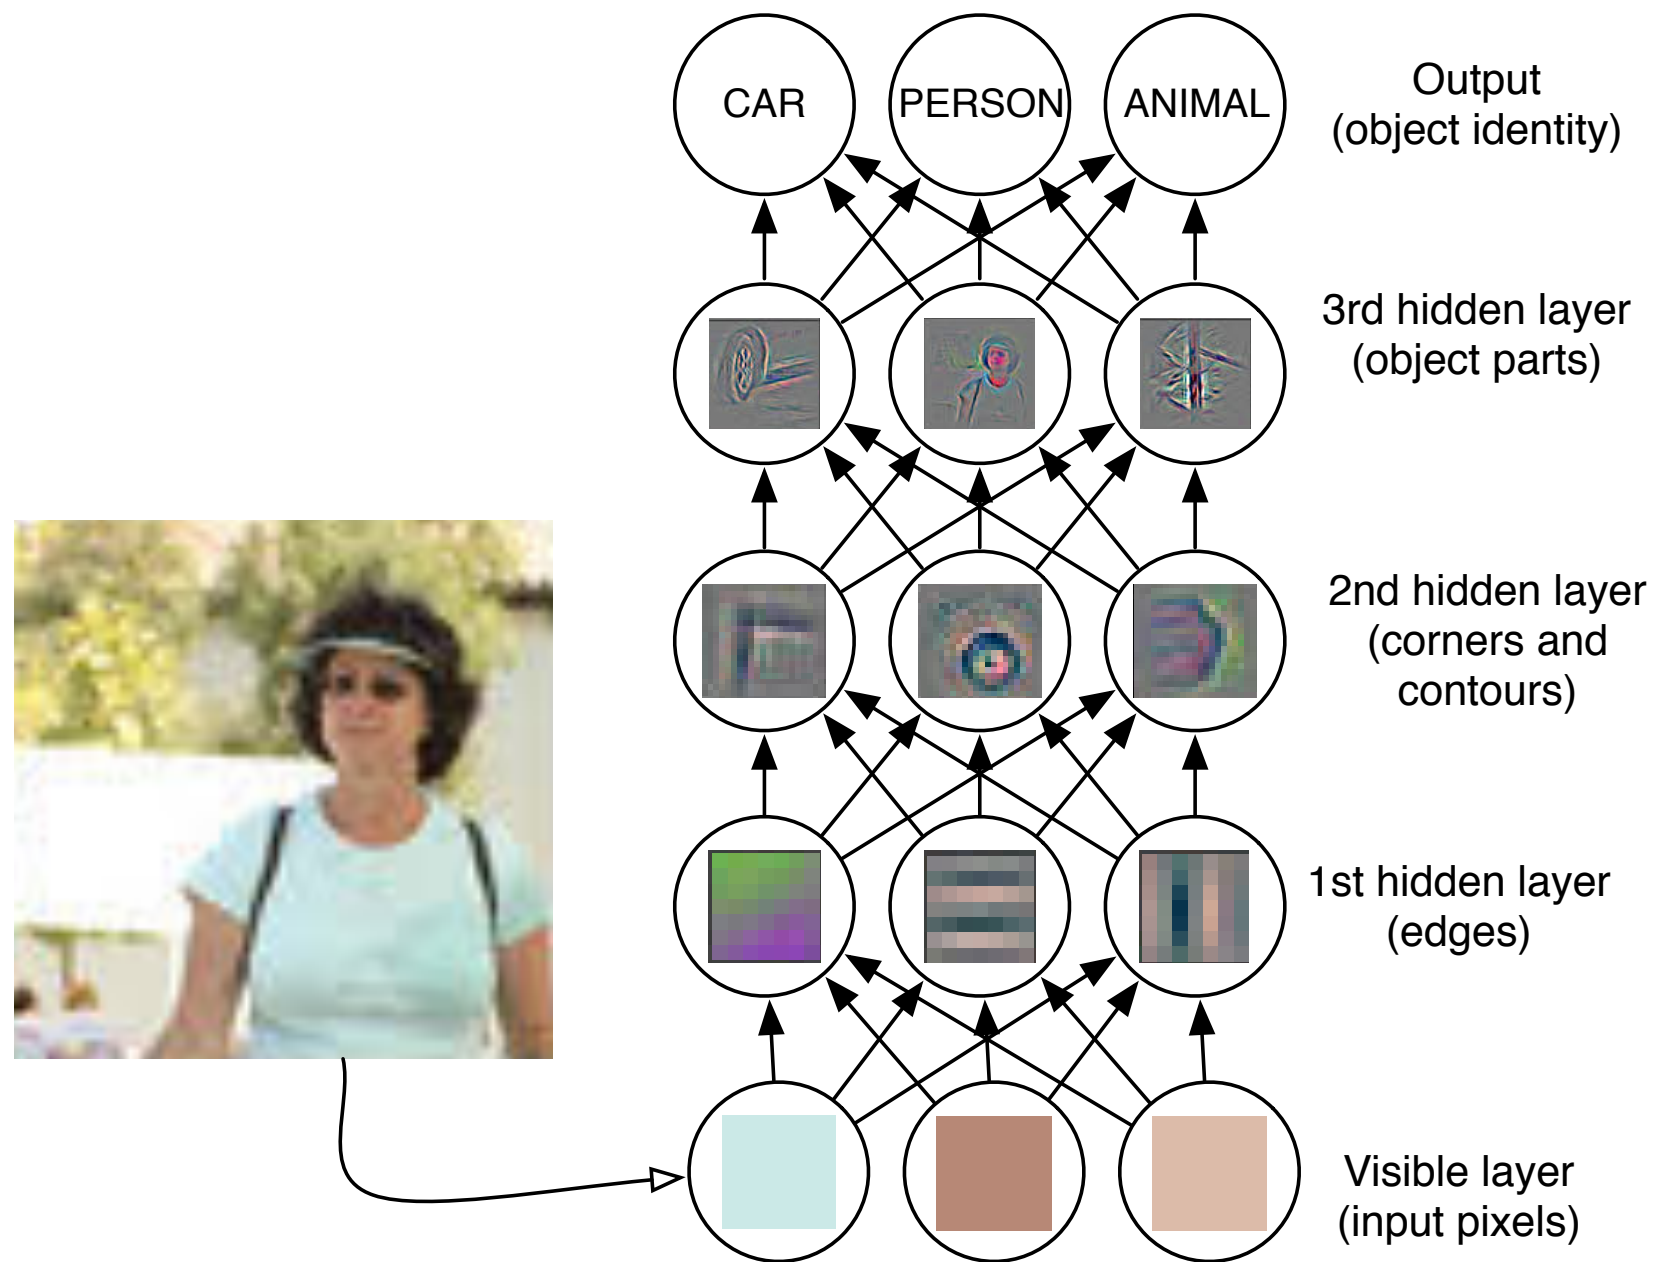 CAR PERSON ANIMAL
Output
(object identity)
3rd hidden layer
(object parts)
2nd hidden layer
(corners and
contours)
1st hidden layer
(edges)
Visible layer
(input pixels)